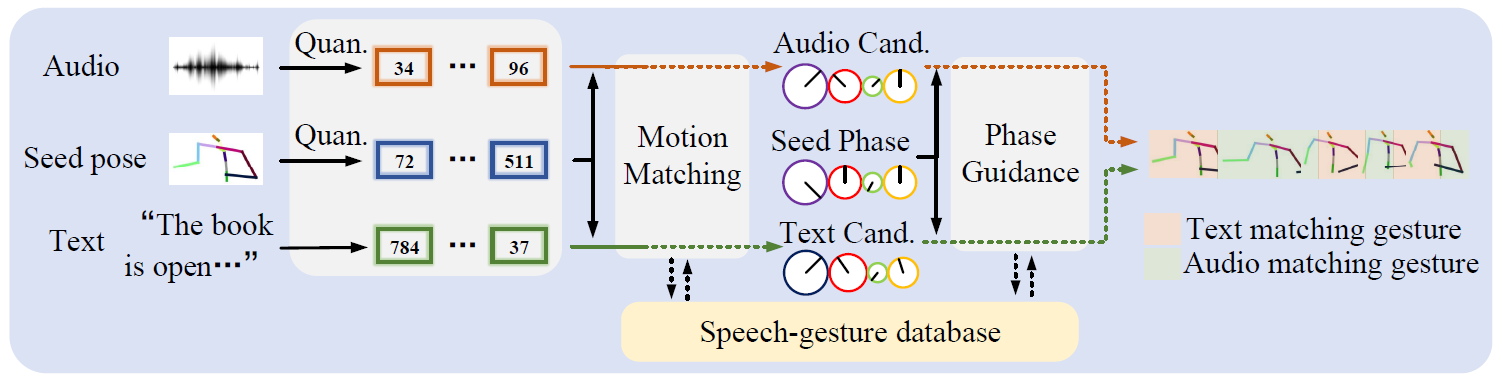 Audio
Quan.
34 ••• 96
Seed pose
Quan.
72 ••• 511
Text
“The book
is open•••”
784 ••• 37
Motion
Matching
Audio Cand.
Seed Phase
Text Cand.
Phase
Guidance
Speech-gesture database
Text matching gesture
Audio matching gesture